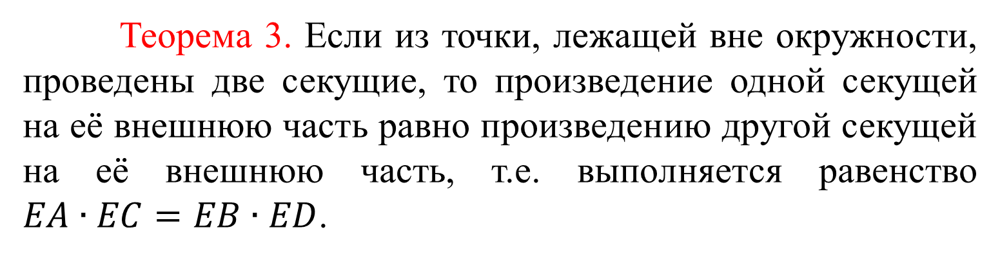 Теорема 3. Если из точки, лежащей вне окружности,
проведены две секущие, то произведение одной секущей
на её внешнюю часть равно произведению другой секущей
на её внешнюю часть, т.е. выполняется равенство
EA · EC = EB · ED.